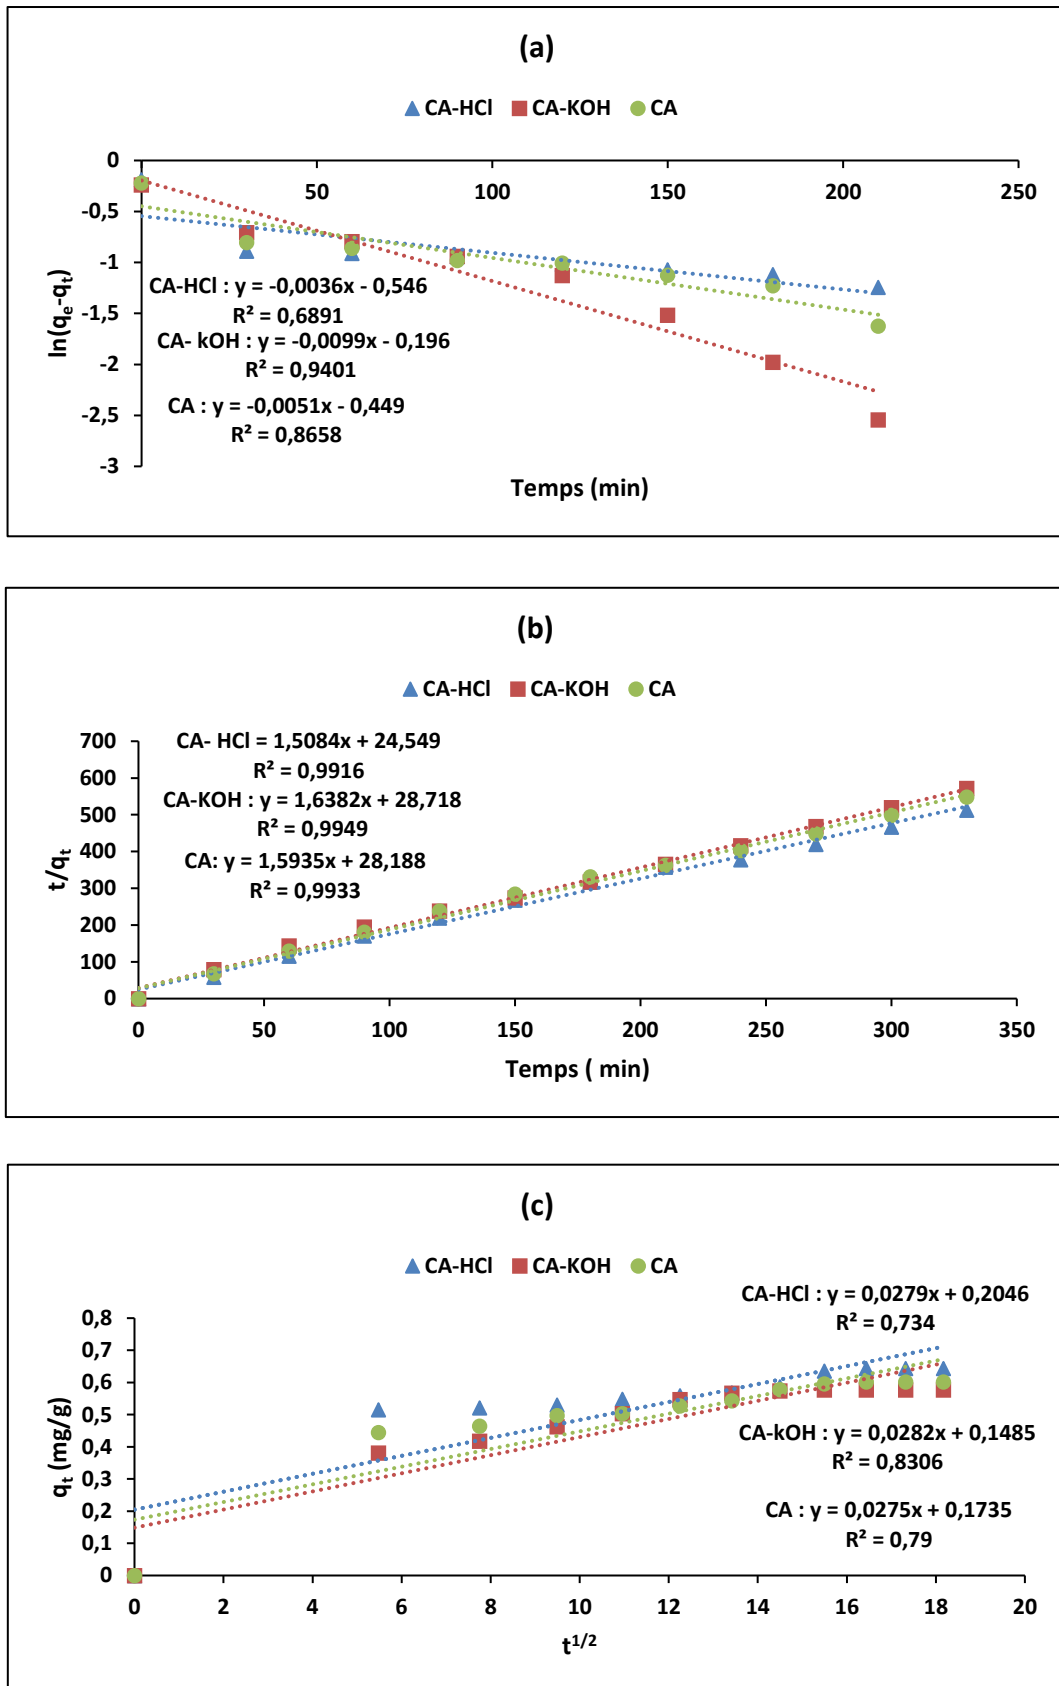 (a)
CA-HCl CA-KOH CA
0
50 100 150 200 250
-0,5
-1
-1,5
-2
-2,5
-3
ln(qe-qt)
CA-HCl : y = -0,0036x - 0,546
R² = 0,6891
CA- kOH : y = -0,0099x - 0,196
R² = 0,9401
CA : y = -0,0051x - 0,449
R² = 0,8658
Temps (min)
(b)
CA-HCl CA-KOH CA
700
600
500
400
300
200
100
0
t/qt
CA- HCl = 1,5084x + 24,549
R² = 0,9916
CA-KOH : y = 1,6382x + 28,718
R² = 0,9949
CA: y = 1,5935x + 28,188
R² = 0,9933
0 50 100 150 200 250 300 350
Temps ( min)
(c)
CA-HCl CA-KOH CA
CA-HCl : y = 0,0279x + 0,2046
R² = 0,734
0,8
0,7
0,6
0,5
0,4
0,3
0,2
0,1
0
qt (mg/g)
CA-kOH : y = 0,0282x + 0,1485
R² = 0,8306
CA : y = 0,0275x + 0,1735
R² = 0,79
0 2 4 6 8 10 12 14 16 18 20
t1/2